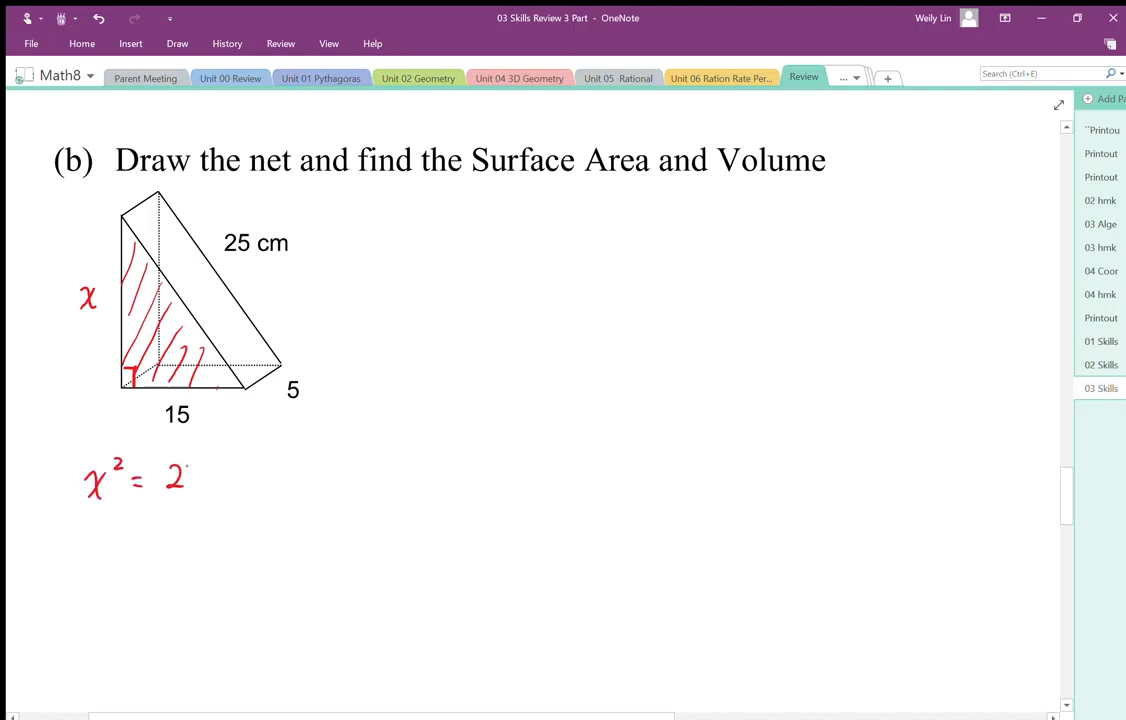 03 Skills Review 3 Part - OneNote
Weily Lin
File Home Insert Draw History Review View Help
Math8
Parent Meeting
Unit 00 Review
Unit 01 Pythagoras
Unit 02 Geometry
Unit 04 3D Geometry
Unit 05 Rational
Unit 06 Ration Rate Per...
Review
...
Search (Ctrl+E)
Add Pa
(b) Draw the net and find the Surface Area and Volume
25 cm
x
5
15
x² = 2
``Printou
Printout
Printout
02 hmk
03 Alge
03 hmk
04 Coor
04 hmk
Printout
01 Skills
02 Skills
03 Skills